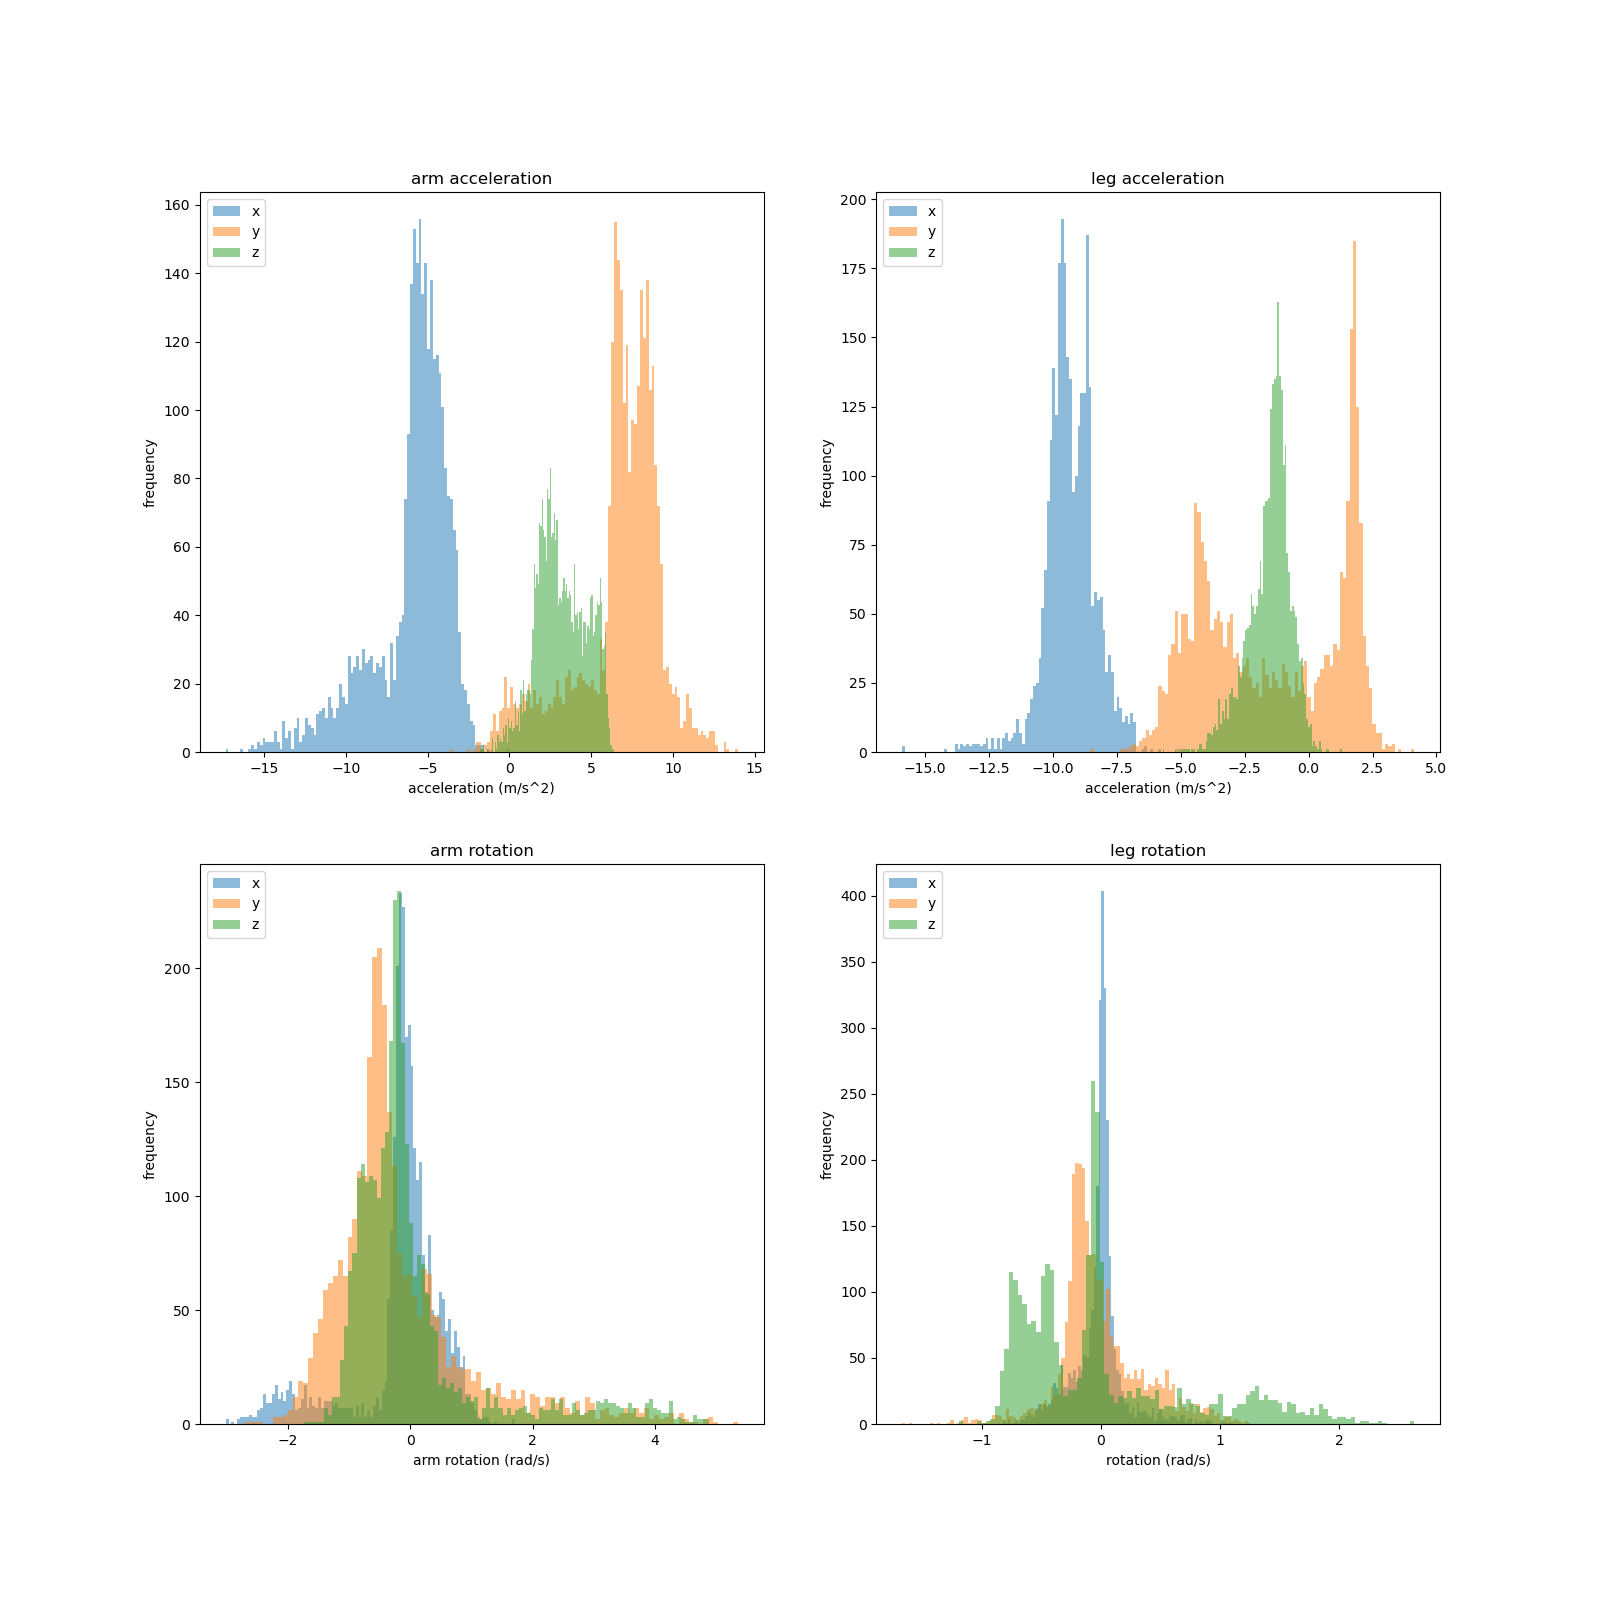 arm acceleration
160
140
120
100
80
60
40
20
0
frequency
x
y
z
−15
−10
−5
0
5
10
15
acceleration (m/s^2)
leg acceleration
200
175
150
125
100
75
50
25
0
frequency
x
y
z
−15.0
−12.5
−10.0
−7.5
−5.0
−2.5
0.0
2.5
5.0
acceleration (m/s^2)
arm rotation
200
150
100
50
0
frequency
x
y
z
−2
0
2
4
arm rotation (rad/s)
leg rotation
400
350
300
250
200
150
100
50
0
frequency
x
y
z
−1
0
1
2
rotation (rad/s)